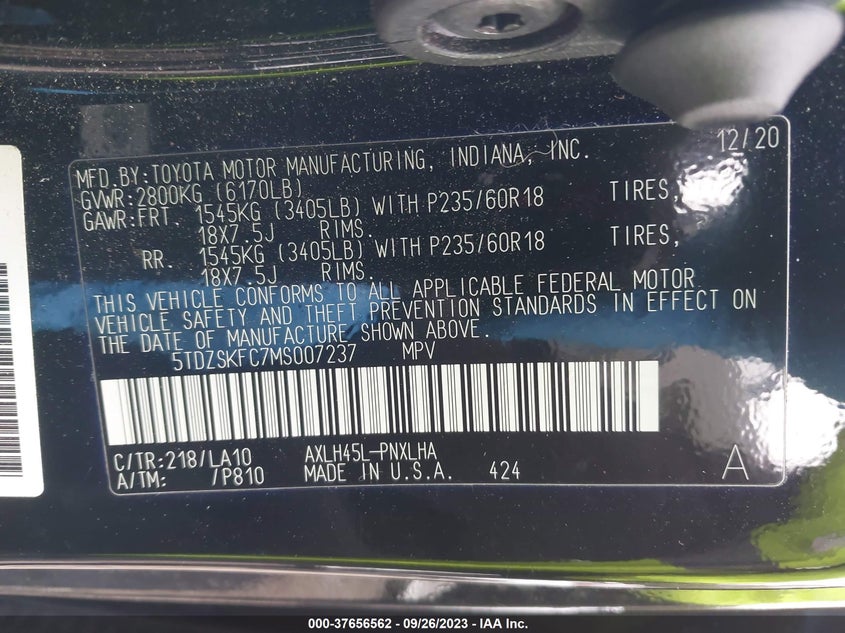 12/20
MFD.BY:TOYOTA MOTOR MANUFACTURING, INDIANA, INC.
GVWR:2800KG (6170LB)
GAWR:FRT. 1545KG (3405LB) WITH P235/60R18 TIRES,
18X7.5J RIMS.
RR. 1545KG (3405LB) WITH P235/60R18 TIRES,
18X7.5J RIMS.
THIS VEHICLE CONFORMS TO ALL APPLICABLE FEDERAL MOTOR
VEHICLE SAFETY AND THEFT PREVENTION STANDARDS IN EFFECT ON
THE DATE OF MANUFACTURE SHOWN ABOVE.
5TDZSKFC7MS007237 MPV
C/TR:218/LA10 AXLH45L-PNXLHA
A/TM: /P810 MADE IN U.S.A. 424 A
000-37656562 - 09/26/2023 - IAA Inc.